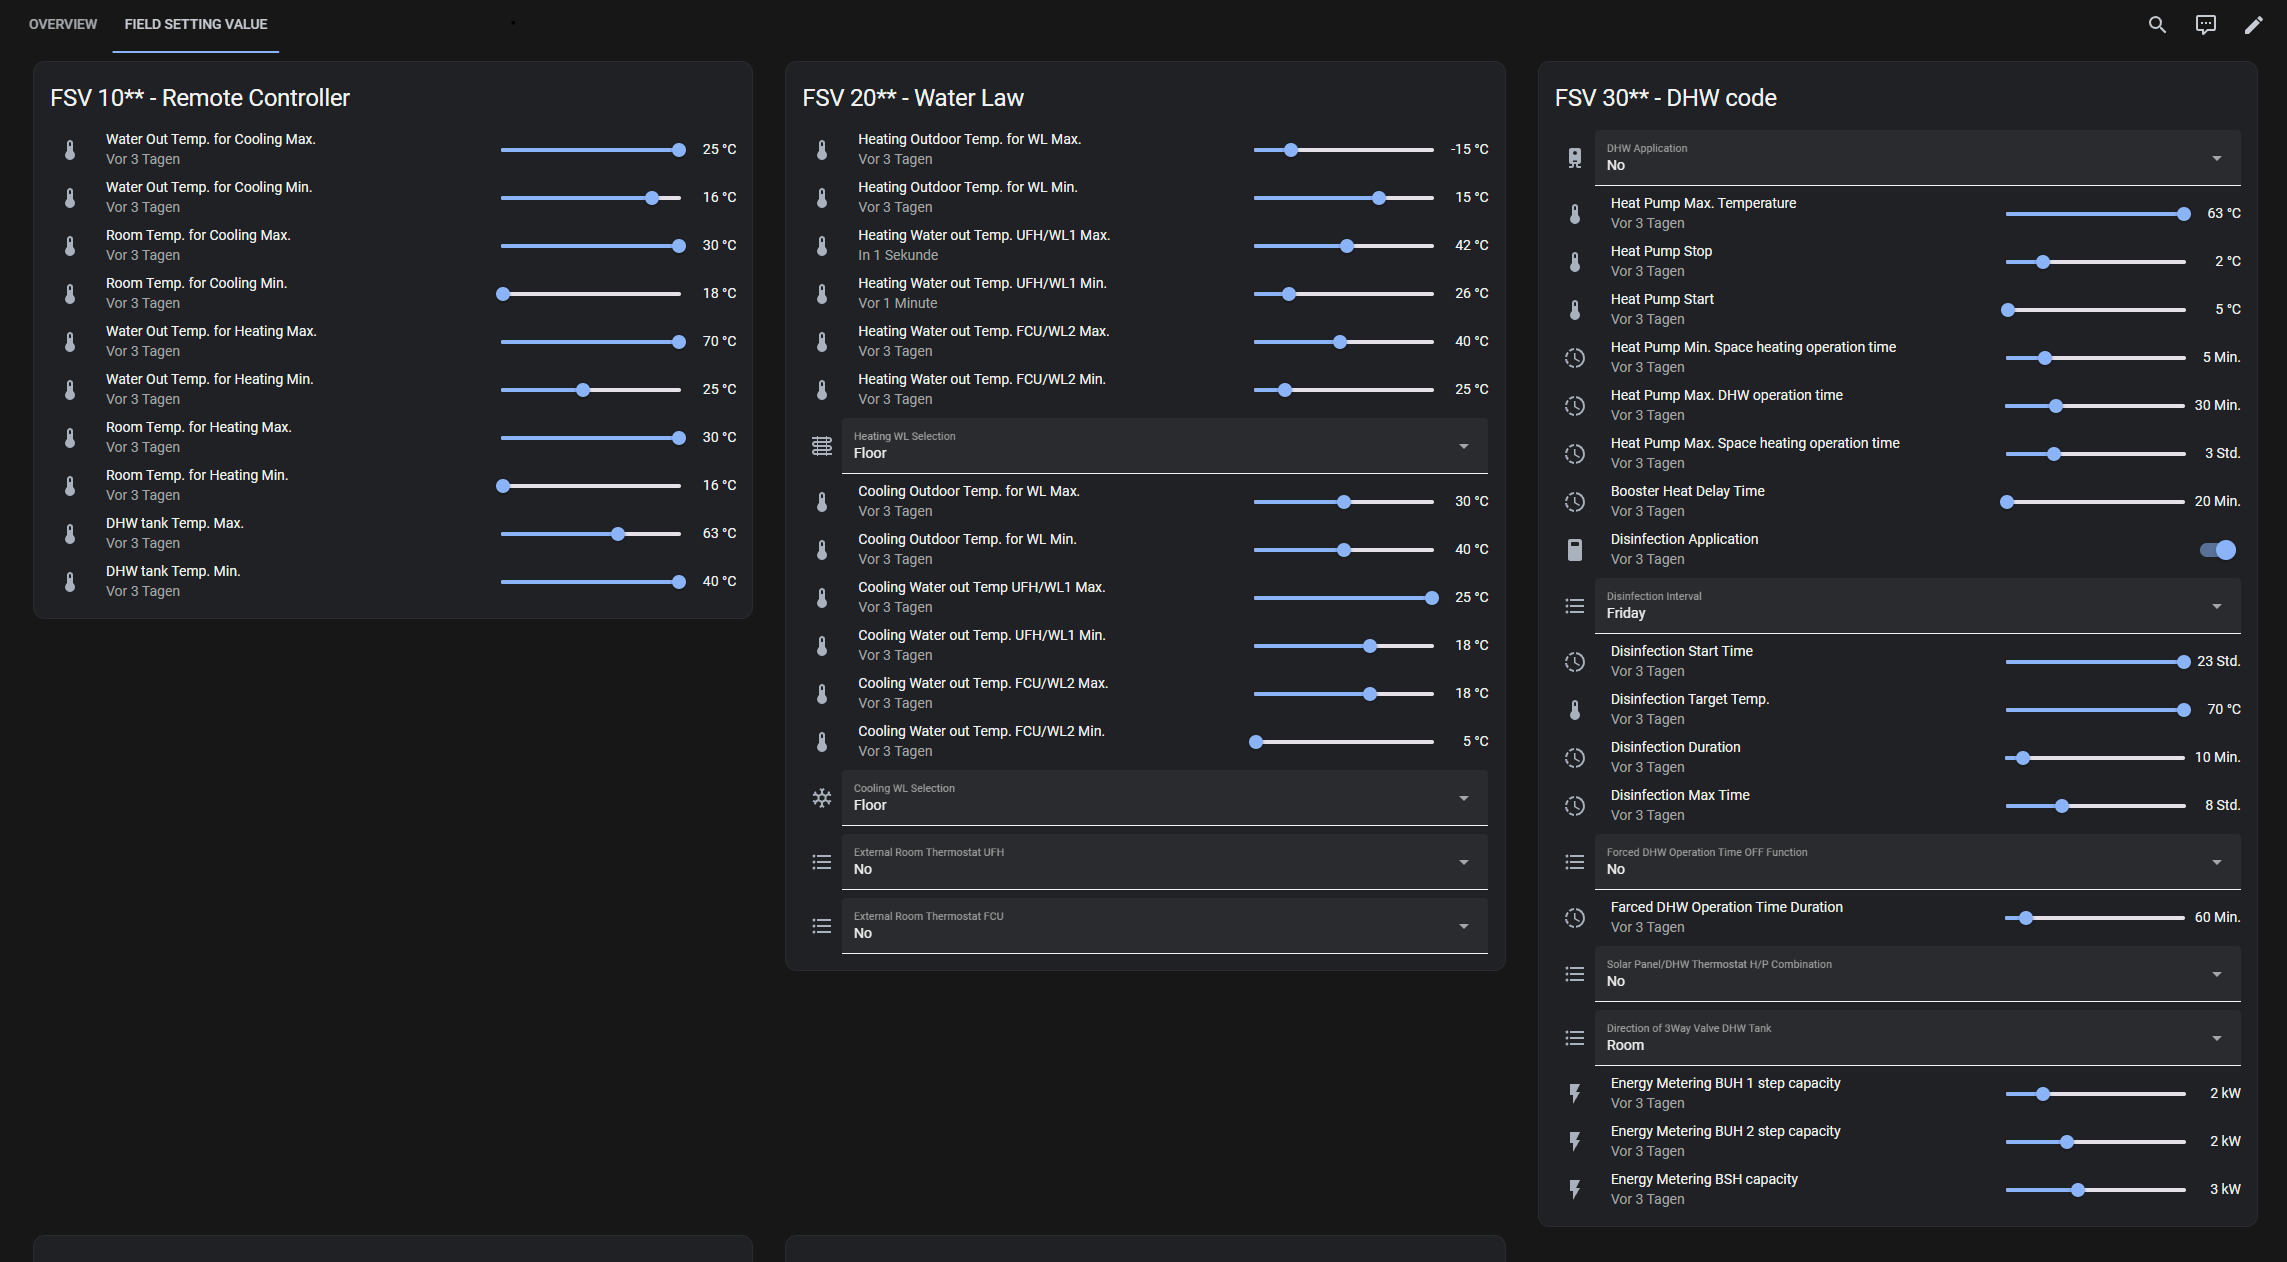 OVERVIEW
FIELD SETTING VALUE
FSV 10** - Remote Controller
Water Out Temp. for Cooling Max.
25 °C
Vor 3 Tagen
Water Out Temp. for Cooling Min.
16 °C
Vor 3 Tagen
Room Temp. for Cooling Max.
30 °C
Vor 3 Tagen
Room Temp. for Cooling Min.
18 °C
Vor 3 Tagen
Water Out Temp. for Heating Max.
70 °C
Vor 3 Tagen
Water Out Temp. for Heating Min.
25 °C
Vor 3 Tagen
Room Temp. for Heating Max.
30 °C
Vor 3 Tagen
Room Temp. for Heating Min.
16 °C
Vor 3 Tagen
DHW tank Temp. Max.
63 °C
Vor 3 Tagen
DHW tank Temp. Min.
40 °C
Vor 3 Tagen
FSV 20** - Water Law
Heating Outdoor Temp. for WL Max.
-15 °C
Vor 3 Tagen
Heating Outdoor Temp. for WL Min.
15 °C
Vor 3 Tagen
Heating Water out Temp. UFH/WL1 Max.
42 °C
In 1 Sekunde
Heating Water out Temp. UFH/WL1 Min.
26 °C
Vor 1 Minute
Heating Water out Temp. FCU/WL2 Max.
40 °C
Vor 3 Tagen
Heating Water out Temp. FCU/WL2 Min.
25 °C
Vor 3 Tagen
Heating WL Selection
Floor
Cooling Outdoor Temp. for WL Max.
30 °C
Vor 3 Tagen
Cooling Outdoor Temp. for WL Min.
40 °C
Vor 3 Tagen
Cooling Water out Temp UFH/WL1 Max.
25 °C
Vor 3 Tagen
Cooling Water out Temp. UFH/WL1 Min.
18 °C
Vor 3 Tagen
Cooling Water out Temp. FCU/WL2 Max.
18 °C
Vor 3 Tagen
Cooling Water out Temp. FCU/WL2 Min.
5 °C
Vor 3 Tagen
Cooling WL Selection
Floor
External Room Thermostat UFH
No
External Room Thermostat FCU
No
FSV 30** - DHW code
DHW Application
No
Heat Pump Max. Temperature
63 °C
Vor 3 Tagen
Heat Pump Stop
2 °C
Vor 3 Tagen
Heat Pump Start
5 °C
Vor 3 Tagen
Heat Pump Min. Space heating operation time
5 Min.
Vor 3 Tagen
Heat Pump Max. DHW operation time
30 Min.
Vor 3 Tagen
Heat Pump Max. Space heating operation time
3 Std.
Vor 3 Tagen
Booster Heat Delay Time
20 Min.
Vor 3 Tagen
Disinfection Application
Vor 3 Tagen
Disinfection Interval
Friday
Disinfection Start Time
23 Std.
Vor 3 Tagen
Disinfection Target Temp.
70 °C
Vor 3 Tagen
Disinfection Duration
10 Min.
Vor 3 Tagen
Disinfection Max Time
8 Std.
Vor 3 Tagen
Forced DHW Operation Time OFF Function
No
Farced DHW Operation Time Duration
60 Min.
Vor 3 Tagen
Solar Panel/DHW Thermostat H/P Combination
No
Direction of 3Way Valve DHW Tank
Room
Energy Metering BUH 1 step capacity
2 kW
Vor 3 Tagen
Energy Metering BUH 2 step capacity
2 kW
Vor 3 Tagen
Energy Metering BSH capacity
3 kW
Vor 3 Tagen